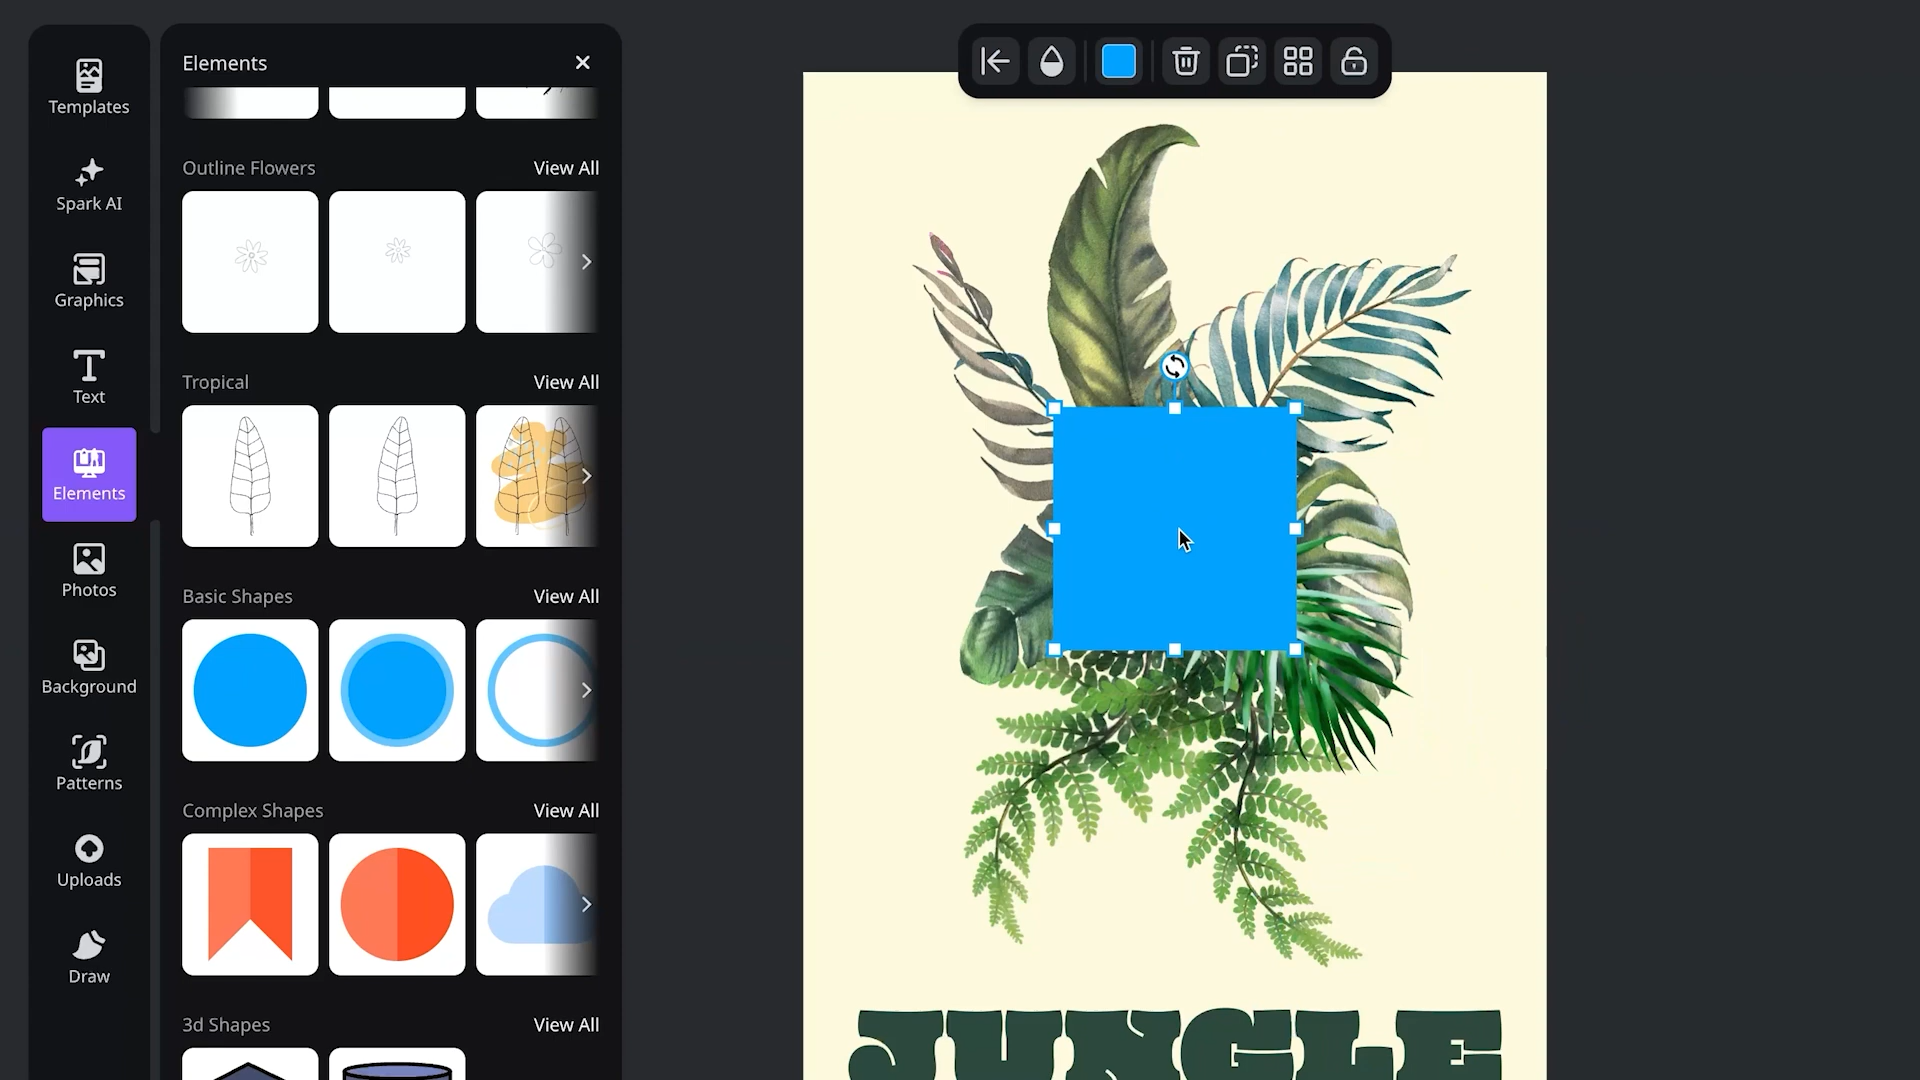 Templates
Spark AI
Graphics
Text
Elements
Photos
Background
Patterns
Uploads
Draw
Elements
Outline Flowers View All
Tropical View All
Basic Shapes View All
Complex Shapes View All
3d Shapes View All
JUNGLE